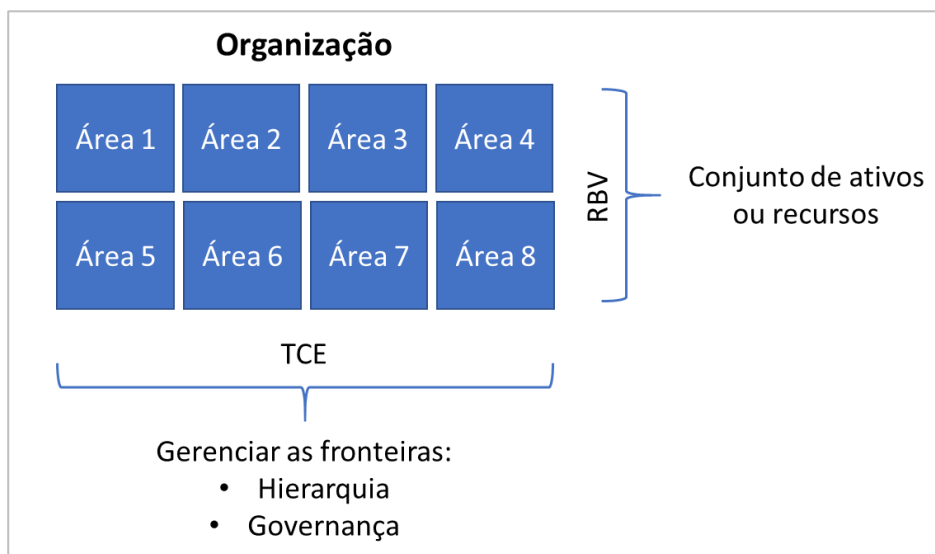 Organização
Área 1 Área 2 Área 3 Área 4
Área 5 Área 6 Área 7 Área 8
RBV
Conjunto de ativos
ou recursos
TCE
Gerenciar as fronteiras:
• Hierarquia
• Governança